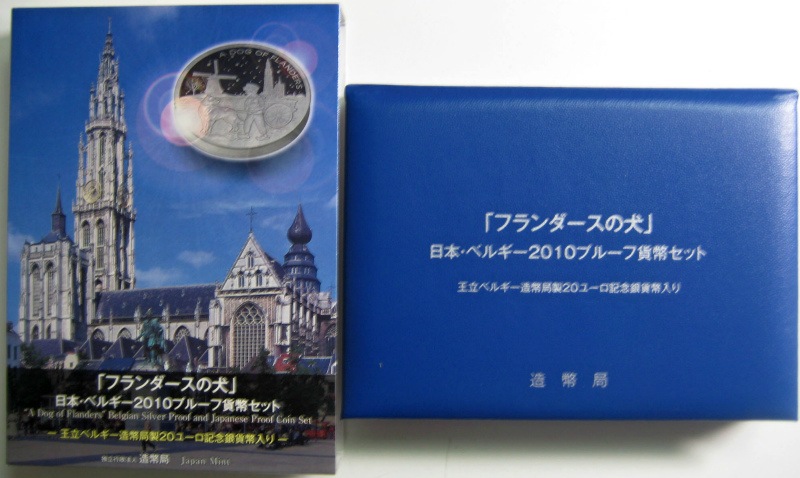 A DOG OF FLANDERS
「フランダースの犬」
日本・ベルギー2010プルーフ貨幣セット
"A Dog of Flanders" Belgian Silver Proof and Japanese Proof Coin Set
― 王立ベルギー造幣局製20ユーロ記念銀貨幣入り ―
独立行政法人 造幣局 Japan Mint
「フランダースの犬」
日本・ベルギー2010プルーフ貨幣セット
王立ベルギー造幣局製20ユーロ記念銀貨幣入り
造幣局